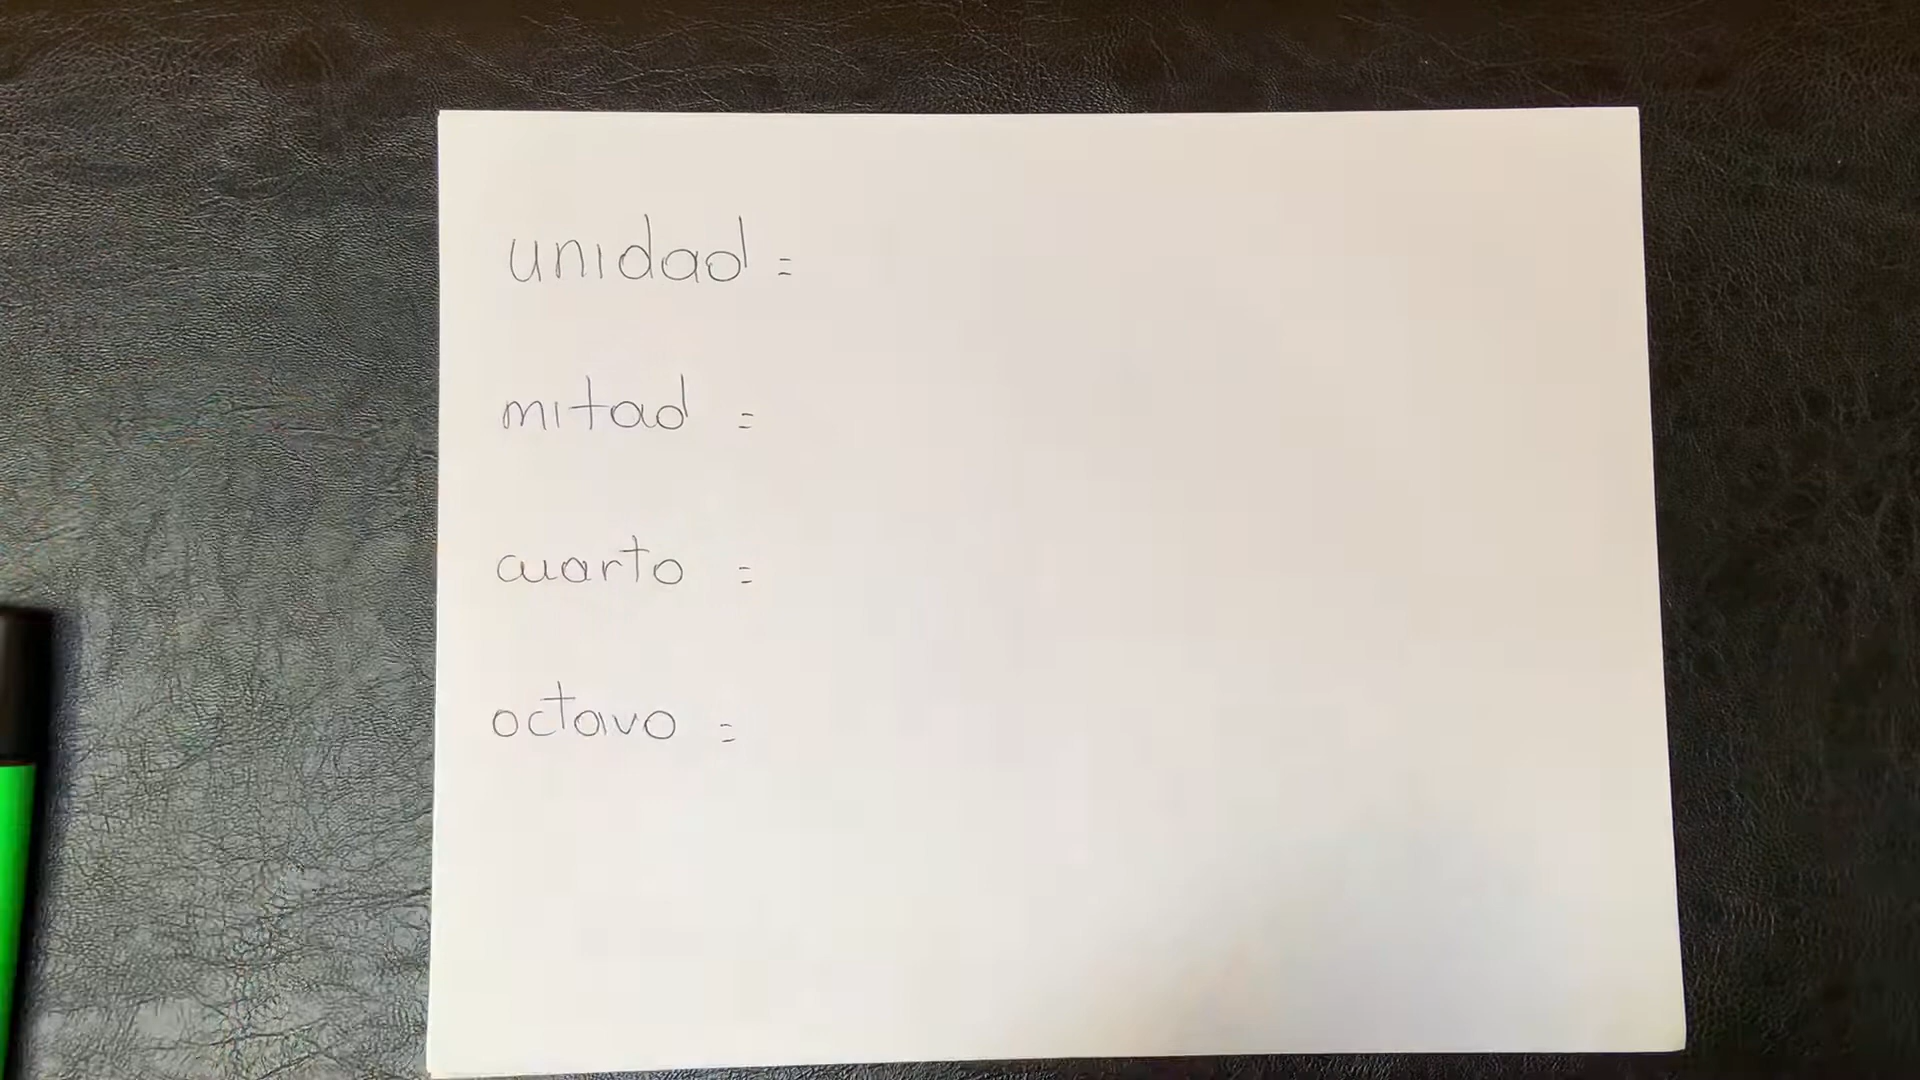 unidad =
mitad =
cuarto =
octavo =